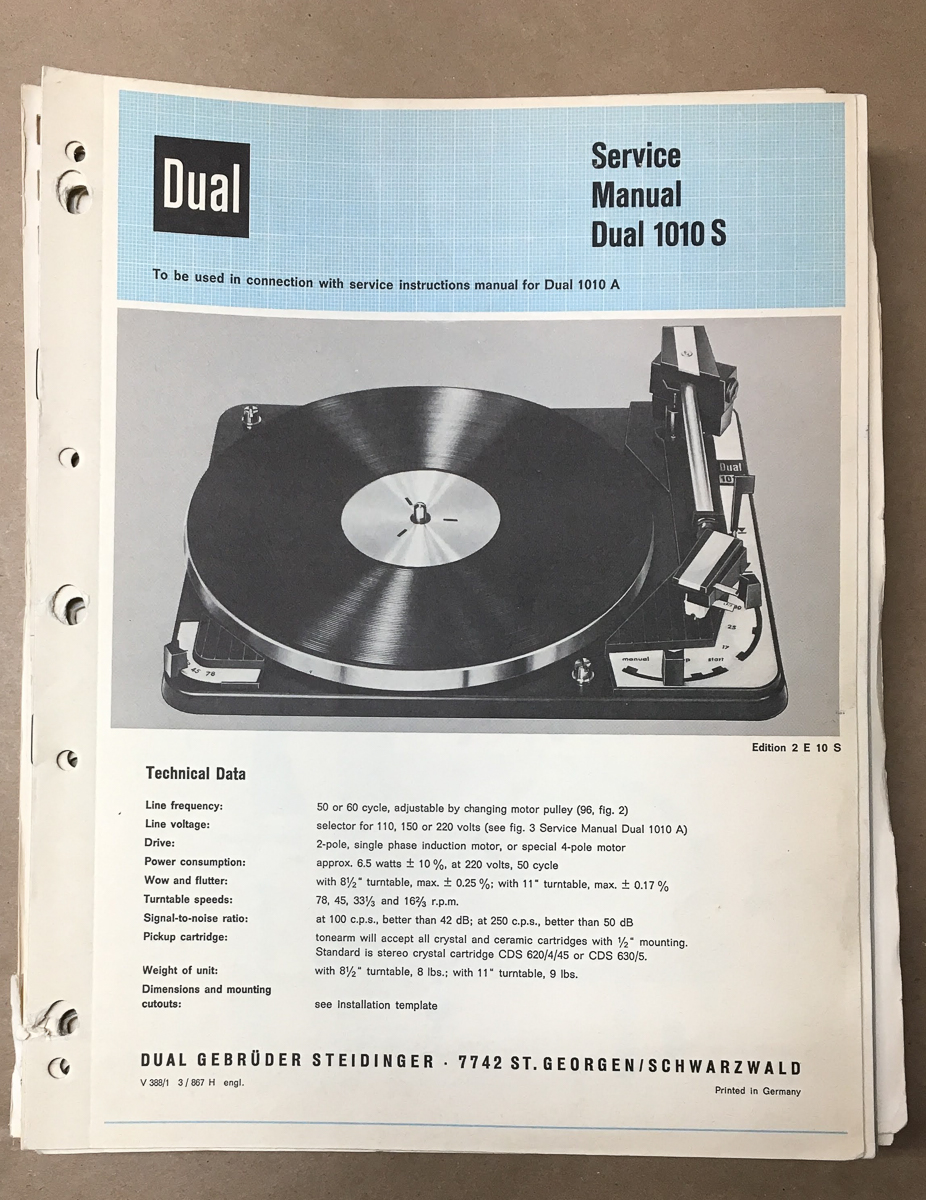 Dual
Service
Manual
Dual 1010 S
To be used in connection with service instructions manual for Dual 1010 A
Dual
10
30
25
17
manual
start
45 78
Edition 2 E 10 S
Technical Data
Line frequency: 50 or 60 cycle, adjustable by changing motor pulley (96, fig. 2)
Line voltage: selector for 110, 150 or 220 volts (see fig. 3 Service Manual Dual 1010 A)
Drive: 2-pole, single phase induction motor, or special 4-pole motor
Power consumption: approx. 6.5 watts ± 10 %, at 220 volts, 50 cycle
Wow and flutter: with 8½" turntable, max. ± 0.25 %; with 11" turntable, max. ± 0.17 %
Turntable speeds: 78, 45, 33⅓ and 16⅔ r.p.m.
Signal-to-noise ratio: at 100 c.p.s., better than 42 dB; at 250 c.p.s., better than 50 dB
Pickup cartridge: tonearm will accept all crystal and ceramic cartridges with ½" mounting.
Standard is stereo crystal cartridge CDS 620/4/45 or CDS 630/5.
Weight of unit: with 8½" turntable, 8 lbs.; with 11" turntable, 9 lbs.
Dimensions and mounting
cutouts: see Installation template
DUAL GEBRÜDER STEIDINGER · 7742 ST. GEORGEN/SCHWARZWALD
V 388/1 3/867 H engl.
Printed in Germany